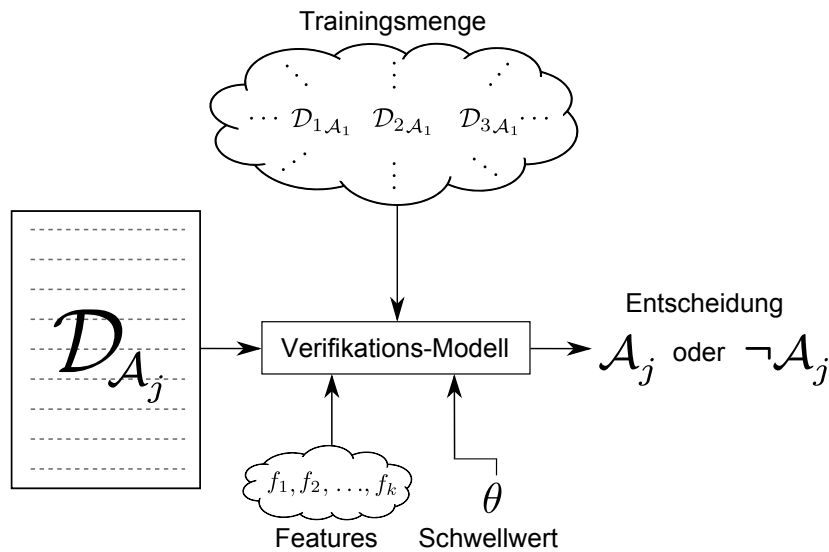 Trainingsmenge
··· 𝒟₁𝒜₁ 𝒟₂𝒜₁ 𝒟₃𝒜₁ ···
𝒟𝒜ⱼ
Verifikations-Modell
Entscheidung
𝒜ⱼ oder ¬𝒜ⱼ
f₁, f₂, ..., fₖ
Features
θ
Schwellwert